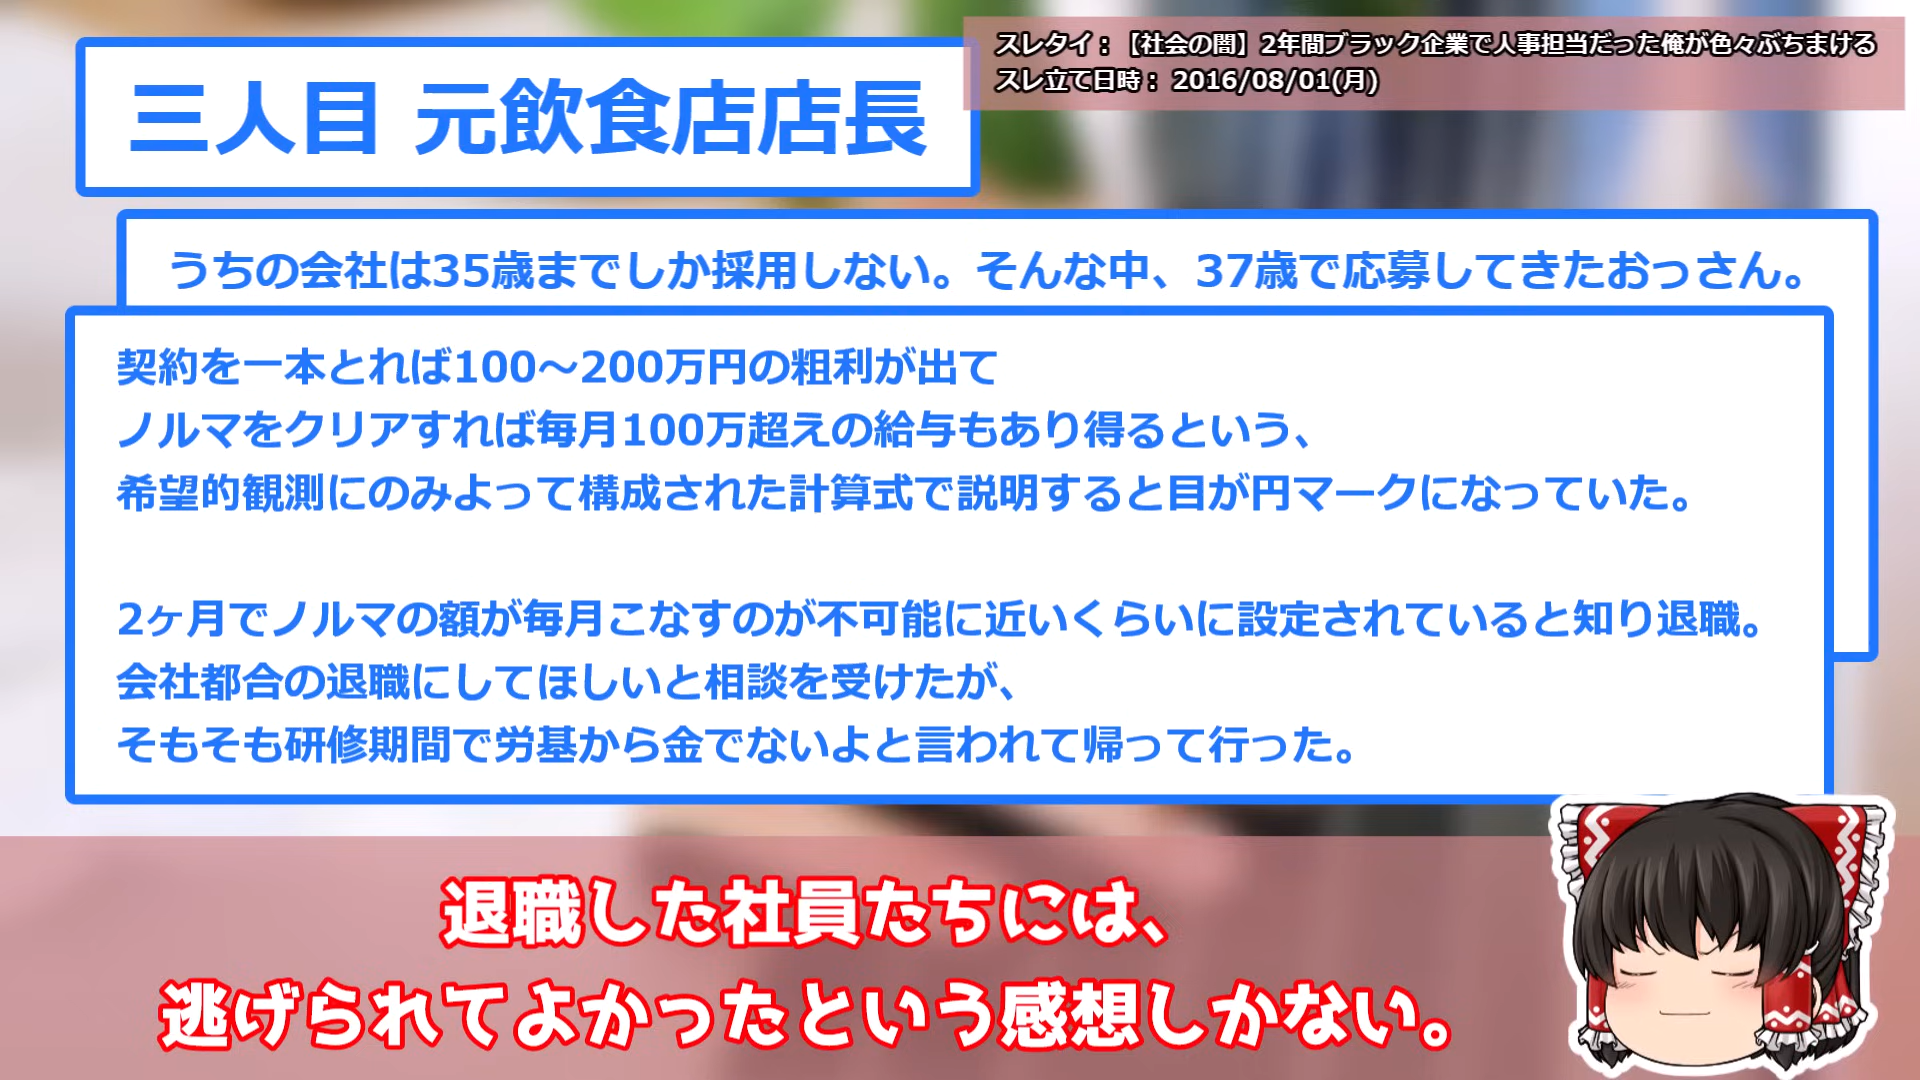 スレタイ：【社会の闇】2年間ブラック企業で人事担当だった俺が色々ぶちまける
スレ立て日時： 2016/08/01(月)
三人目 元飲食店店長
うちの会社は35歳までしか採用しない。そんな中、37歳で応募してきたおっさん。
契約を一本とれば100～200万円の粗利が出て
ノルマをクリアすれば毎月100万超えの給与もあり得るという、
希望的観測にのみよって構成された計算式で説明すると目が円マークになっていた。
2ヶ月でノルマの額が毎月こなすのが不可能に近いくらいに設定されていると知り退職。
会社都合の退職にしてほしいと相談を受けたが、
そもそも研修期間で労基から金でないよと言われて帰って行った。
退職した社員たちには、
逃げられてよかったという感想しかない。